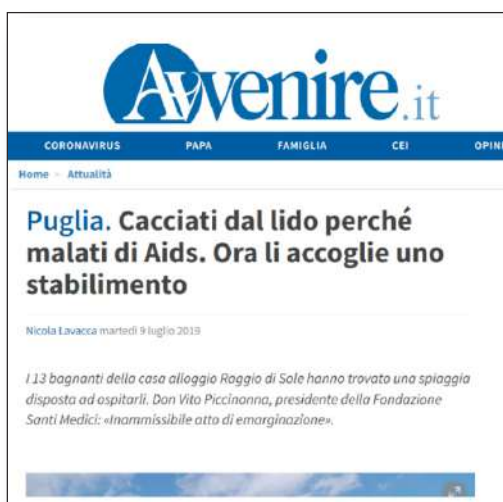 Avvenire.it
CORONAVIRUS PAPA FAMIGLIA CEI OPINI
Home > Attualità
Puglia. Cacciati dal lido perché
malati di Aids. Ora li accoglie uno
stabilimento
Nicola Lavacca martedì 9 luglio 2019
I 13 bagnanti della casa alloggio Raggio di Sole hanno trovato una spiaggia
disposta ad ospitarli. Don Vito Piccinonna, presidente della Fondazione
Santi Medici: «Inammissibile atto di emarginazione».